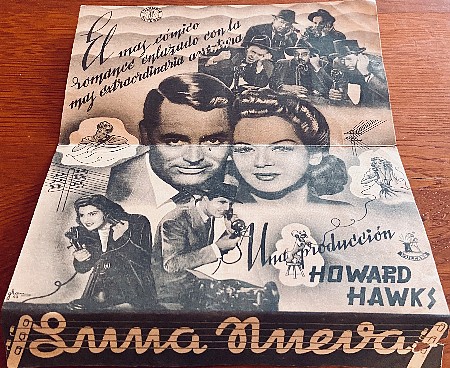 El mas cómico
romance enlazado con la
mas extraordinaria aventura
Una producción
HOWARD
HAWKS
Luna Nueva